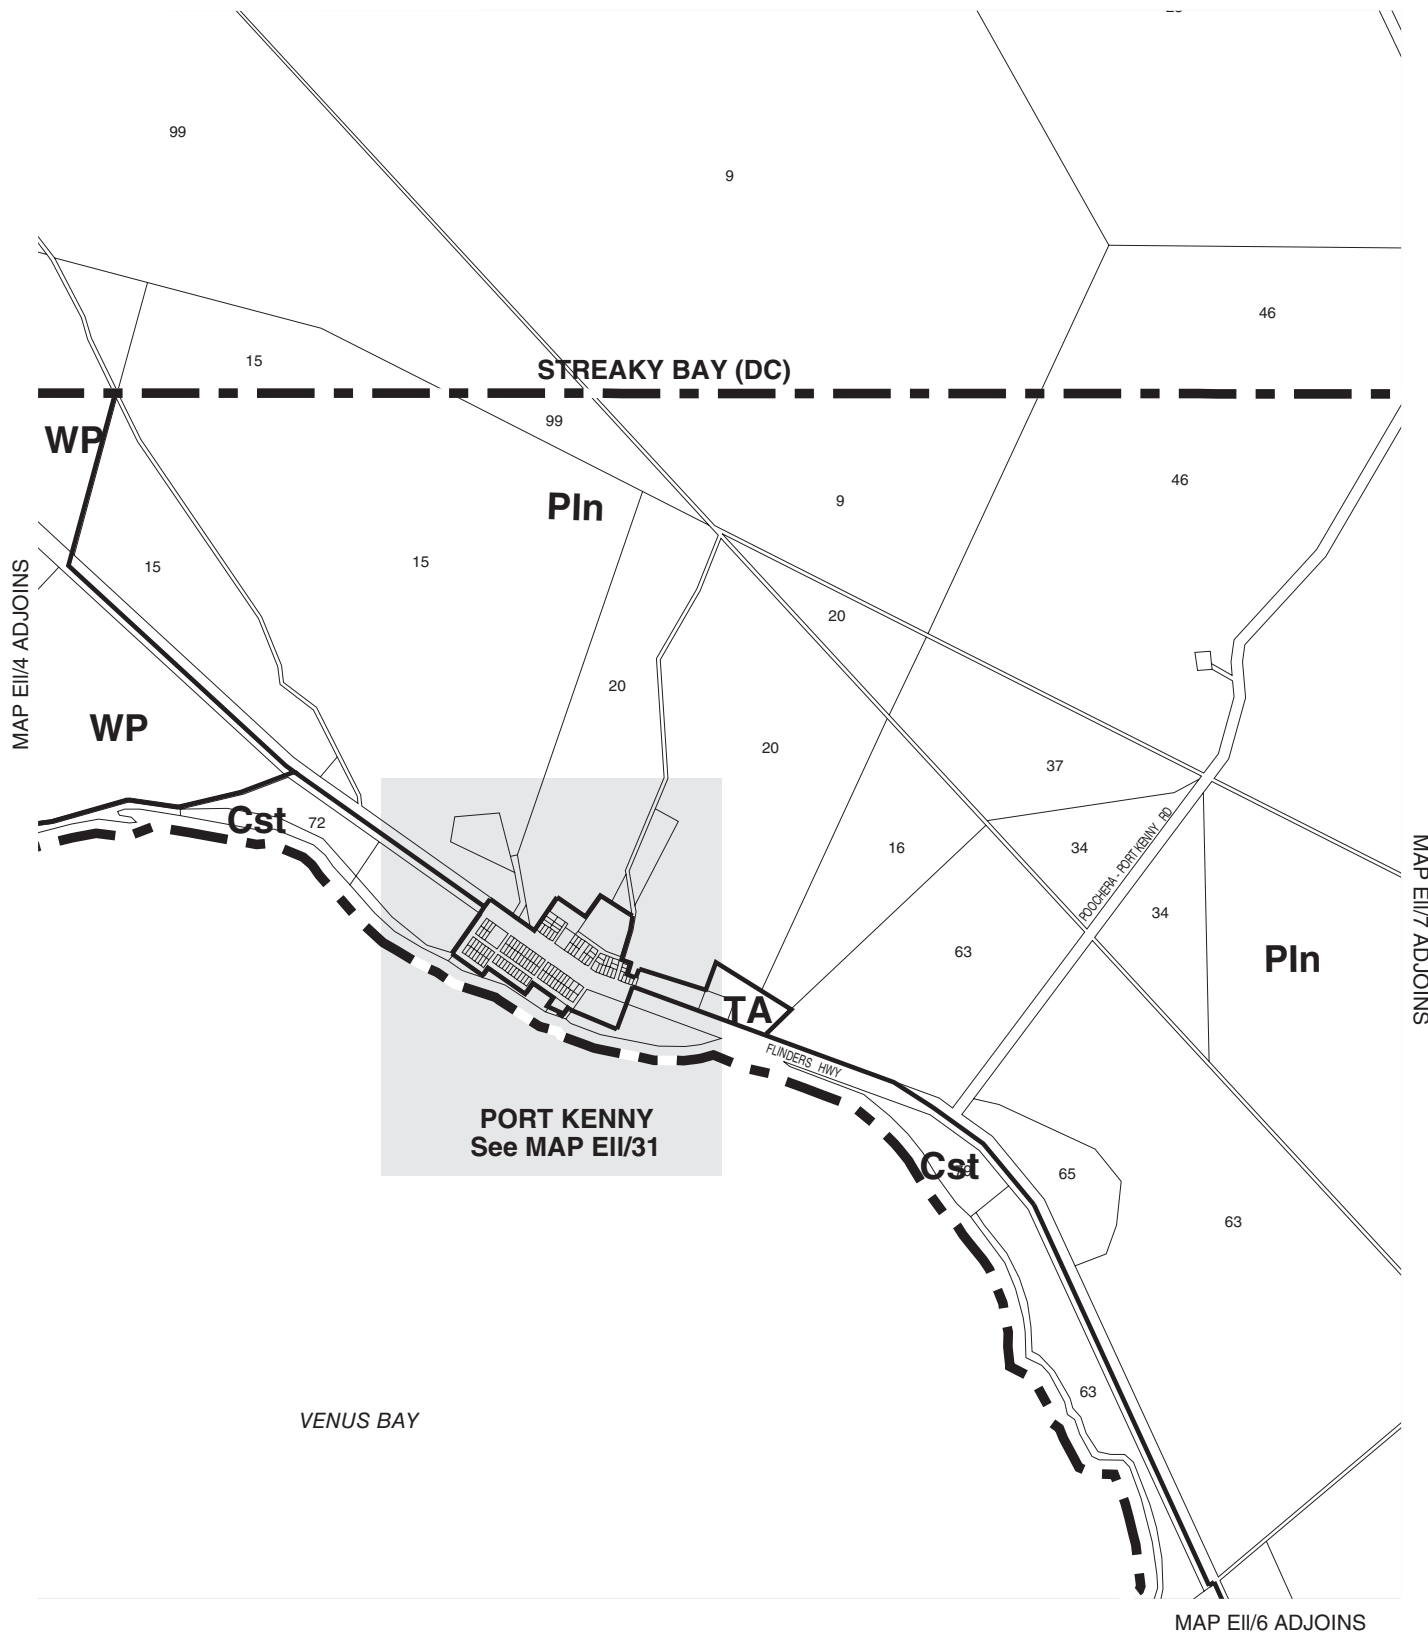 99
9
46
15
STREAKY BAY (DC)
WP
99
46
Pln
9
15
15
MAP EII/4 ADJOINS
20
20
WP
20
37
Cst
72
16
34
POOCHERA - PORT KENNY RD
MAP EII/7 ADJOINS
34
63
Pln
TA
FLINDERS HWY
PORT KENNY
See MAP EII/31
Cst
65
63
63
VENUS BAY
MAP EII/6 ADJOINS